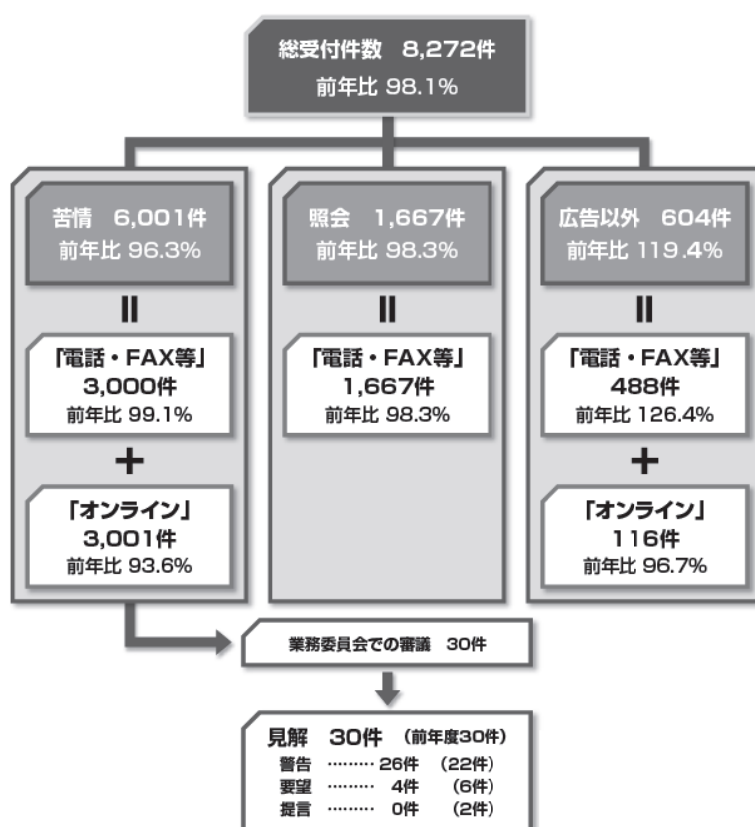 総受付件数 8,272件
前年比 98.1%
苦情 6,001件
前年比 96.3%
「電話・FAX等」
3,000件
前年比 99.1%
+
「オンライン」
3,001件
前年比 93.6%
照会 1,667件
前年比 98.3%
「電話・FAX等」
1,667件
前年比 98.3%
広告以外 604件
前年比 119.4%
「電話・FAX等」
488件
前年比 126.4%
+
「オンライン」
116件
前年比 96.7%
業務委員会での審議 30件
見解 30件 (前年度30件)
警告 ……… 26件 (22件)
要望 ……… 4件 (6件)
提言 ……… 0件 (2件)